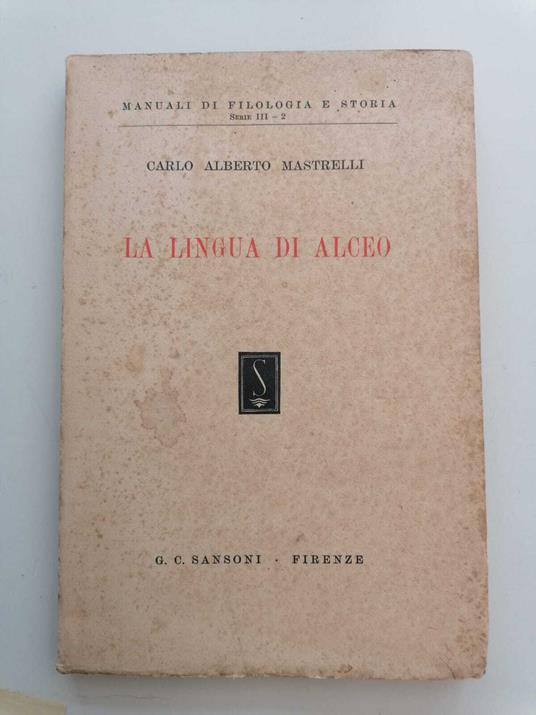 MANUALI DI FILOLOGIA E STORIA
SERIE III - 2
CARLO ALBERTO MASTRELLI
LA LINGUA DI ALCEO
S
G. C. SANSONI · FIRENZE